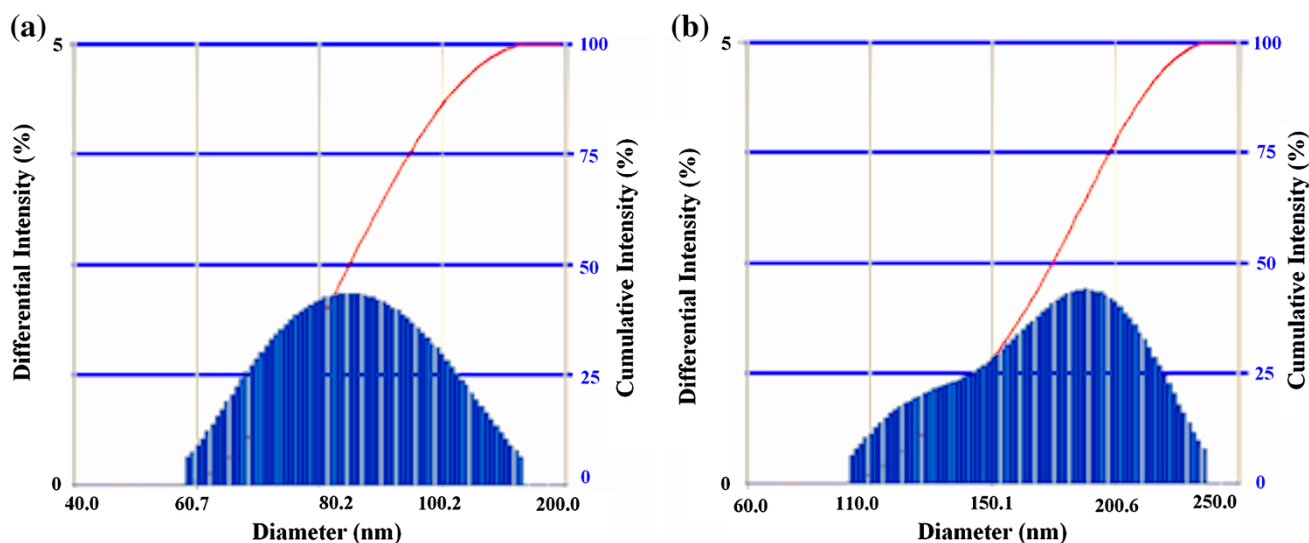 (a)
5
100
75
50
25
0
0
Differential Intensity (%)
Cumulative Intensity (%)
40.0 60.7 80.2 100.2 200.0
Diameter (nm)
(b)
5
100
75
50
25
0
0
Differential Intensity (%)
Cumulative Intensity (%)
60.0 110.0 150.1 200.6 250.0
Diameter (nm)